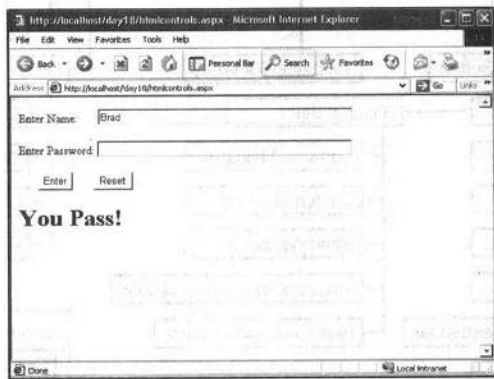 http://localhost/day18/htmlcontrols.aspx - Microsoft Internet Explorer
File Edit View Favorites Tools Help
Back Personal Bar Search Favorites
Address http://localhost/day18/htmlcontrols.aspx Go Links
Enter Name: Brad
Enter Password:
Enter Reset
You Pass!
Done Local intranet